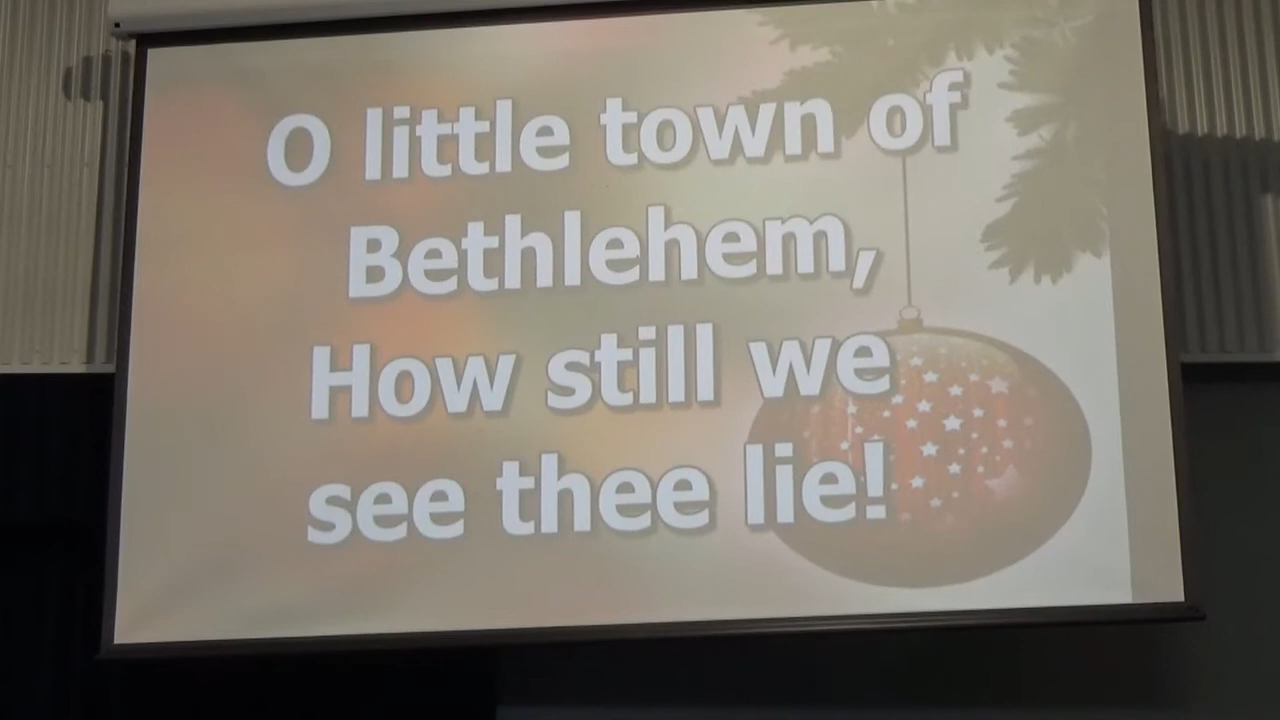 O little town of
Bethlehem,
How still we
see thee lie!